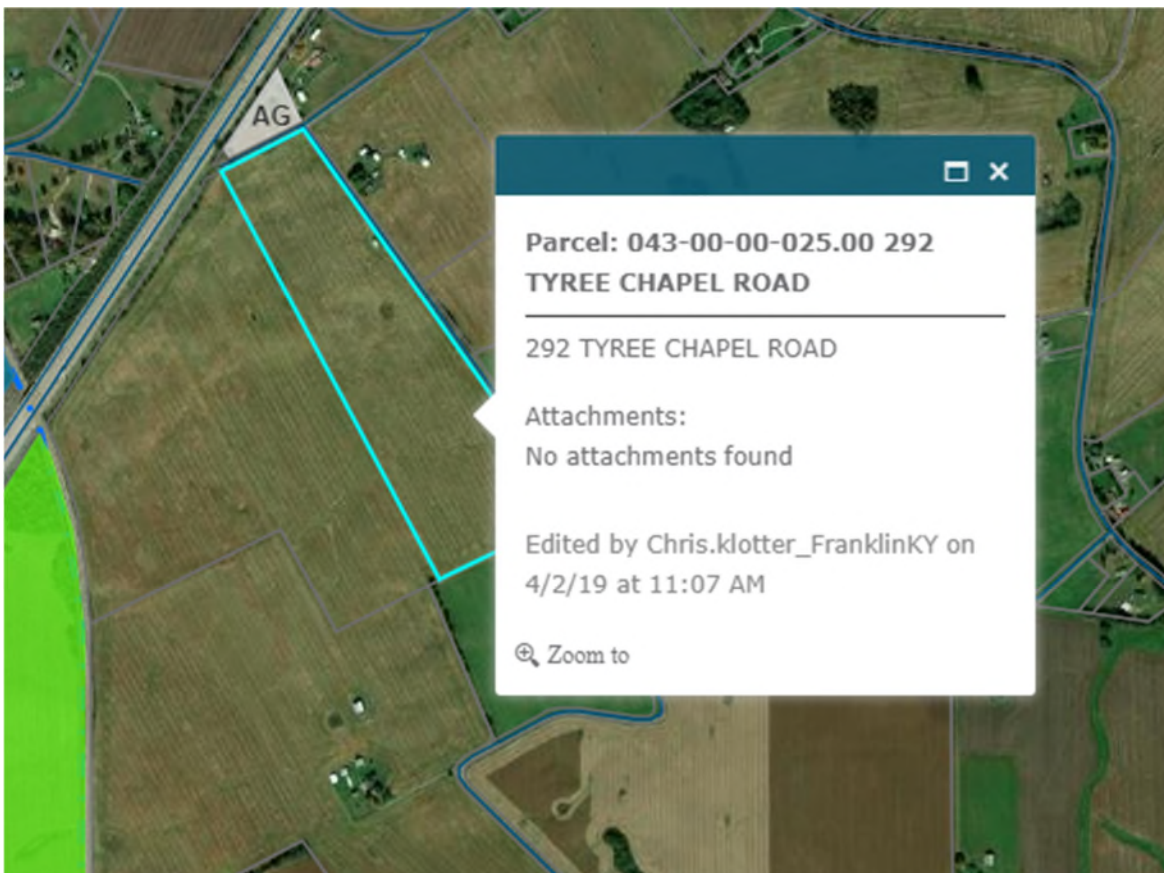 AG
Parcel: 043-00-00-025.00 292
TYREE CHAPEL ROAD
292 TYREE CHAPEL ROAD
Attachments:
No attachments found
Edited by Chris.klotter_FranklinKY on
4/2/19 at 11:07 AM
Zoom to